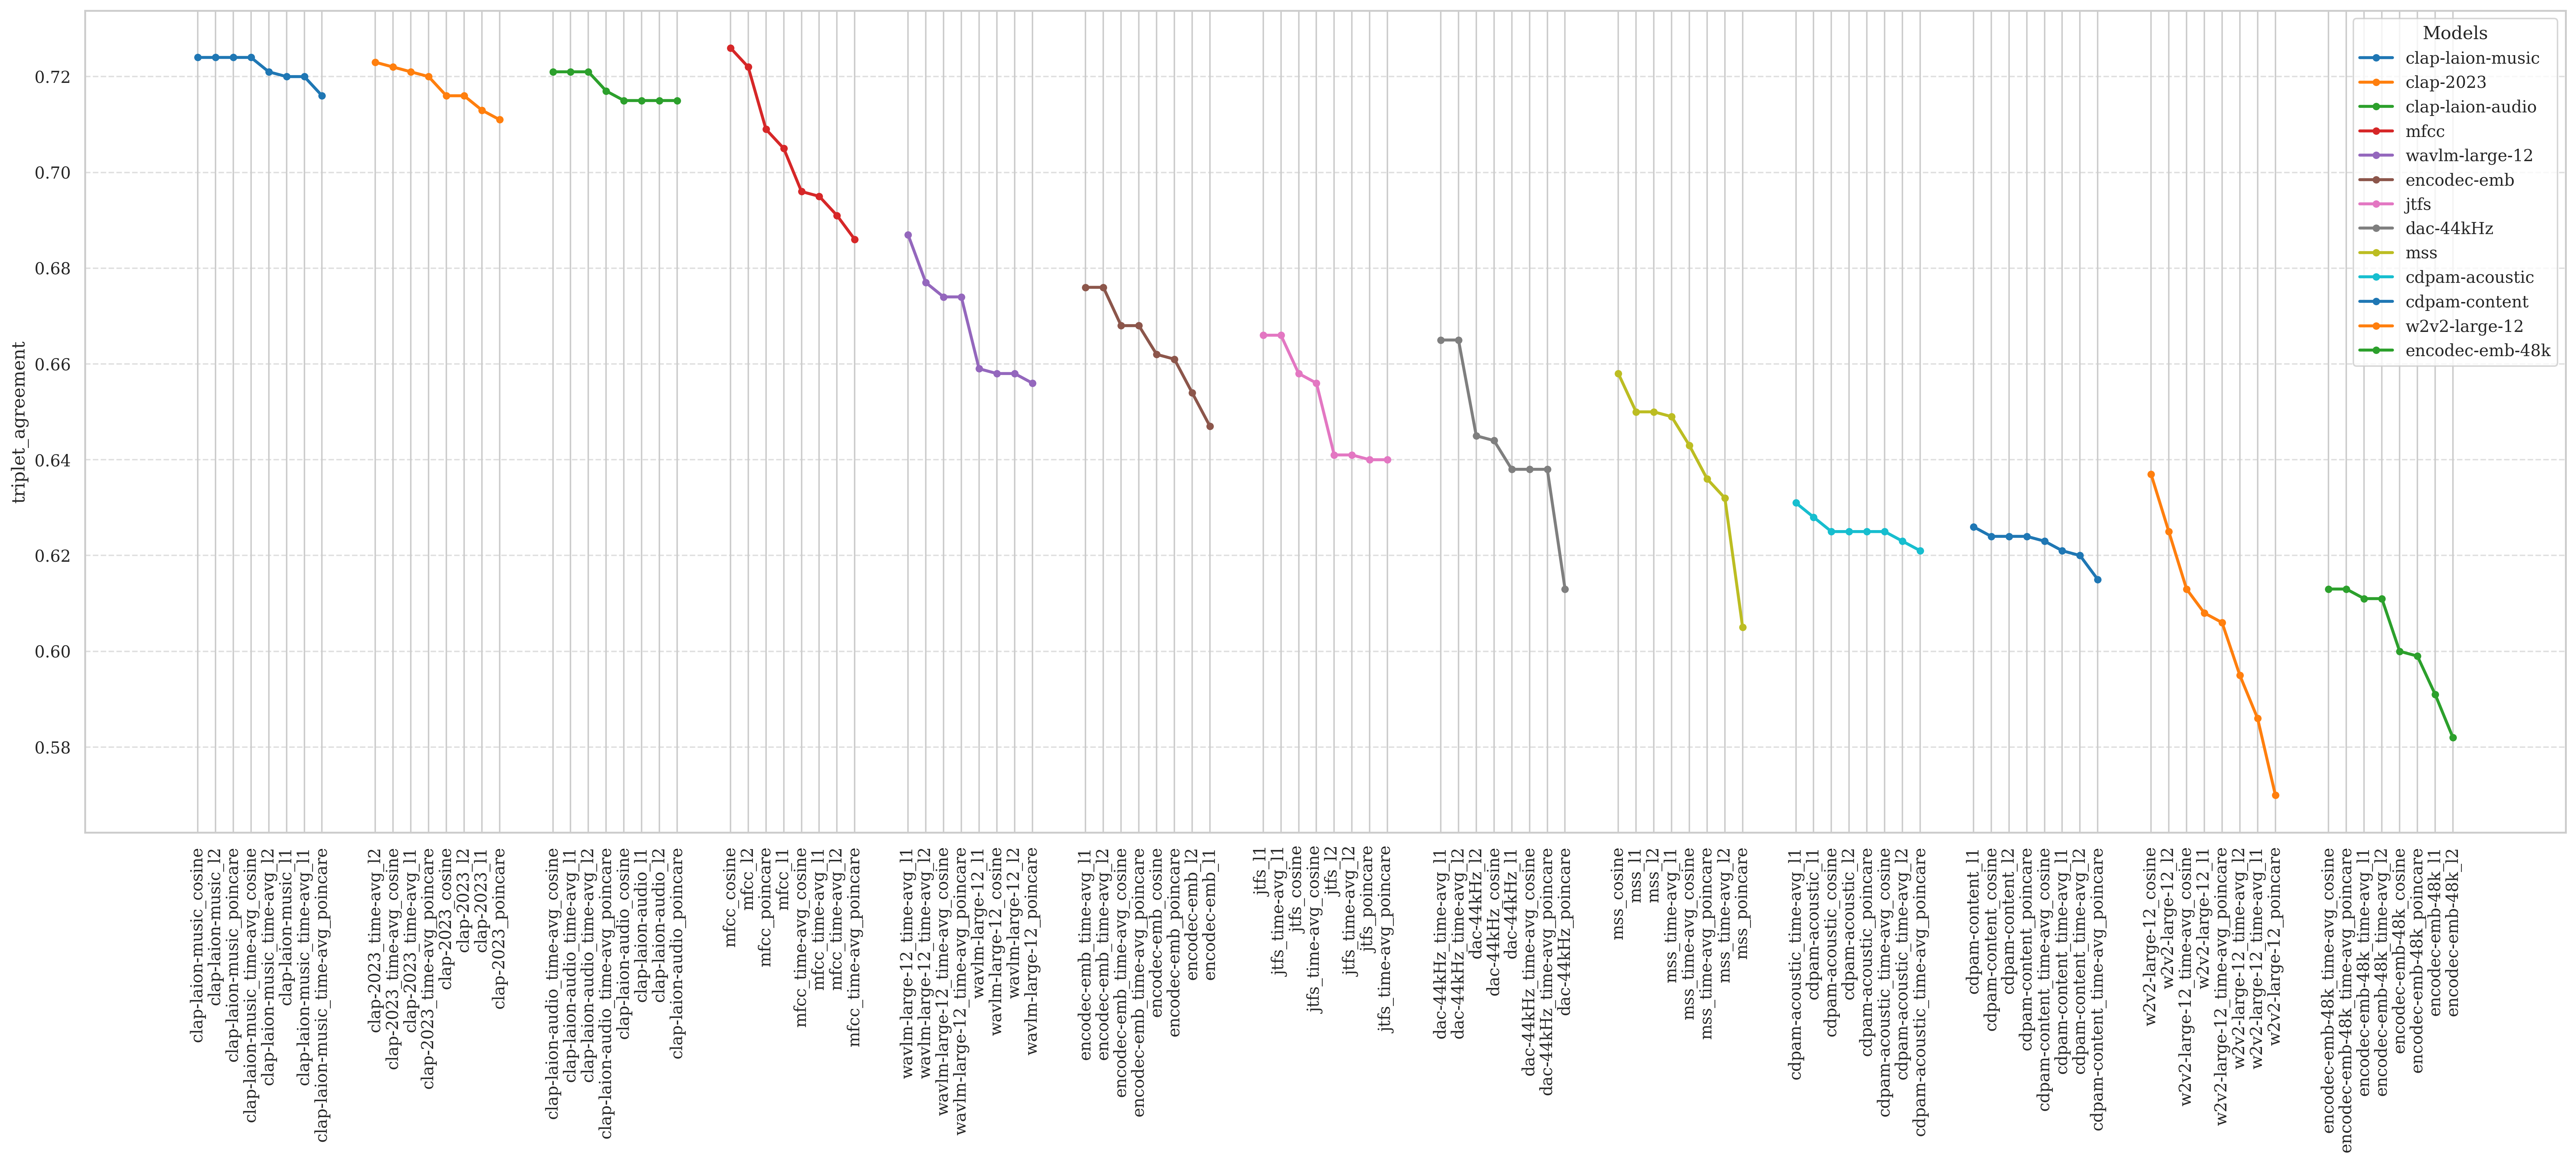 triplet_agreement
0.72
0.70
0.68
0.66
0.64
0.62
0.60
0.58
Models
clap-laion-music
clap-2023
clap-laion-audio
mfcc
wavlm-large-12
encodec-emb
jtfs
dac-44kHz
mss
cdpam-acoustic
cdpam-content
w2v2-large-12
encodec-emb-48k
clap-laion-music_cosine
clap-laion-music_l2
clap-laion-music_poincare
clap-laion-music_time-avg_cosine
clap-laion-music_time-avg_l2
clap-laion-music_l1
clap-laion-music_time-avg_l1
clap-laion-music_time-avg_poincare
clap-2023_time-avg_l2
clap-2023_time-avg_cosine
clap-2023_time-avg_l1
clap-2023_time-avg_poincare
clap-2023_cosine
clap-2023_l2
clap-2023_l1
clap-2023_poincare
clap-laion-audio_time-avg_cosine
clap-laion-audio_time-avg_l1
clap-laion-audio_time-avg_l2
clap-laion-audio_time-avg_poincare
clap-laion-audio_cosine
clap-laion-audio_l1
clap-laion-audio_l2
clap-laion-audio_poincare
mfcc_cosine
mfcc_l2
mfcc_poincare
mfcc_l1
mfcc_time-avg_cosine
mfcc_time-avg_l1
mfcc_time-avg_l2
mfcc_time-avg_poincare
wavlm-large-12_time-avg_l1
wavlm-large-12_time-avg_l2
wavlm-large-12_time-avg_cosine
wavlm-large-12_time-avg_poincare
wavlm-large-12_l1
wavlm-large-12_cosine
wavlm-large-12_l2
wavlm-large-12_poincare
encodec-emb_time-avg_l1
encodec-emb_time-avg_l2
encodec-emb_time-avg_cosine
encodec-emb_time-avg_poincare
encodec-emb_cosine
encodec-emb_poincare
encodec-emb_l2
encodec-emb_l1
jtfs_l1
jtfs_time-avg_l1
jtfs_cosine
jtfs_time-avg_cosine
jtfs_l2
jtfs_time-avg_l2
jtfs_poincare
jtfs_time-avg_poincare
dac-44kHz_time-avg_l1
dac-44kHz_time-avg_l2
dac-44kHz_l2
dac-44kHz_cosine
dac-44kHz_l1
dac-44kHz_time-avg_cosine
dac-44kHz_time-avg_poincare
dac-44kHz_poincare
mss_cosine
mss_l1
mss_l2
mss_time-avg_l1
mss_time-avg_cosine
mss_time-avg_poincare
mss_time-avg_l2
mss_poincare
cdpam-acoustic_time-avg_l1
cdpam-acoustic_l1
cdpam-acoustic_cosine
cdpam-acoustic_l2
cdpam-acoustic_poincare
cdpam-acoustic_time-avg_cosine
cdpam-acoustic_time-avg_l2
cdpam-acoustic_time-avg_poincare
cdpam-content_l1
cdpam-content_cosine
cdpam-content_l2
cdpam-content_poincare
cdpam-content_time-avg_cosine
cdpam-content_time-avg_l1
cdpam-content_time-avg_l2
cdpam-content_time-avg_poincare
w2v2-large-12_cosine
w2v2-large-12_l2
w2v2-large-12_time-avg_cosine
w2v2-large-12_l1
w2v2-large-12_time-avg_poincare
w2v2-large-12_time-avg_l2
w2v2-large-12_time-avg_l1
w2v2-large-12_poincare
encodec-emb-48k_time-avg_cosine
encodec-emb-48k_time-avg_poincare
encodec-emb-48k_time-avg_l1
encodec-emb-48k_time-avg_l2
encodec-emb-48k_cosine
encodec-emb-48k_poincare
encodec-emb-48k_l1
encodec-emb-48k_l2